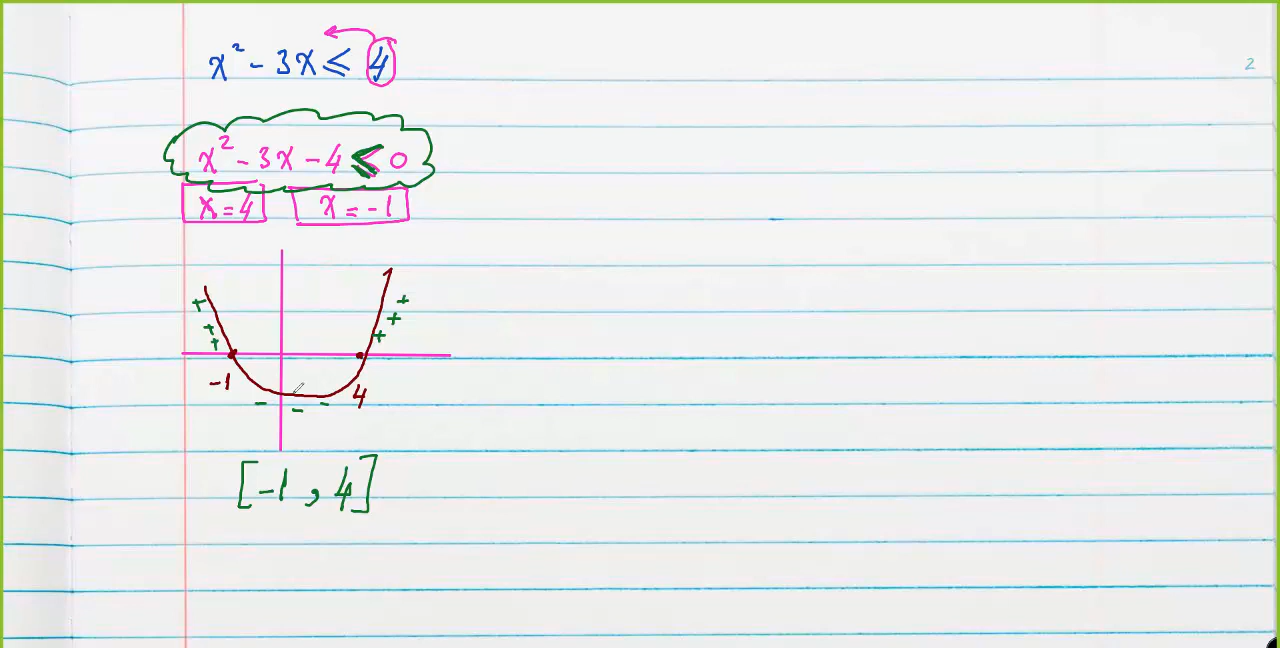 2
x² - 3x ≤ 4
x² - 3x - 4 ≤ 0
x = 4 x = -1
+ +
+ +
+ +
-1 4
- - -
[-1 , 4]